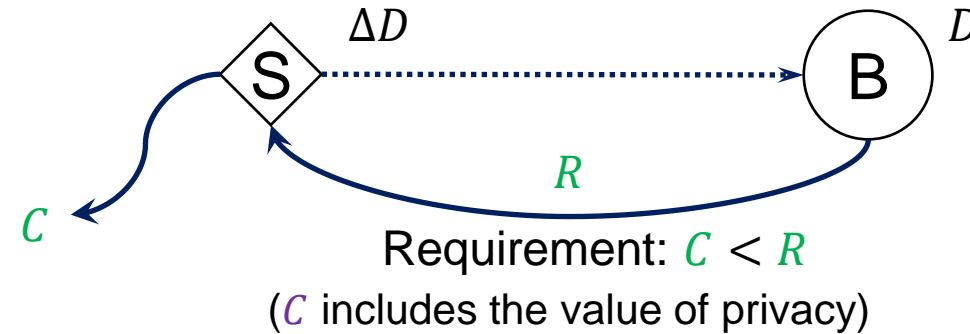 ΔD D
S B
R
C
Requirement: C < R
(C includes the value of privacy)